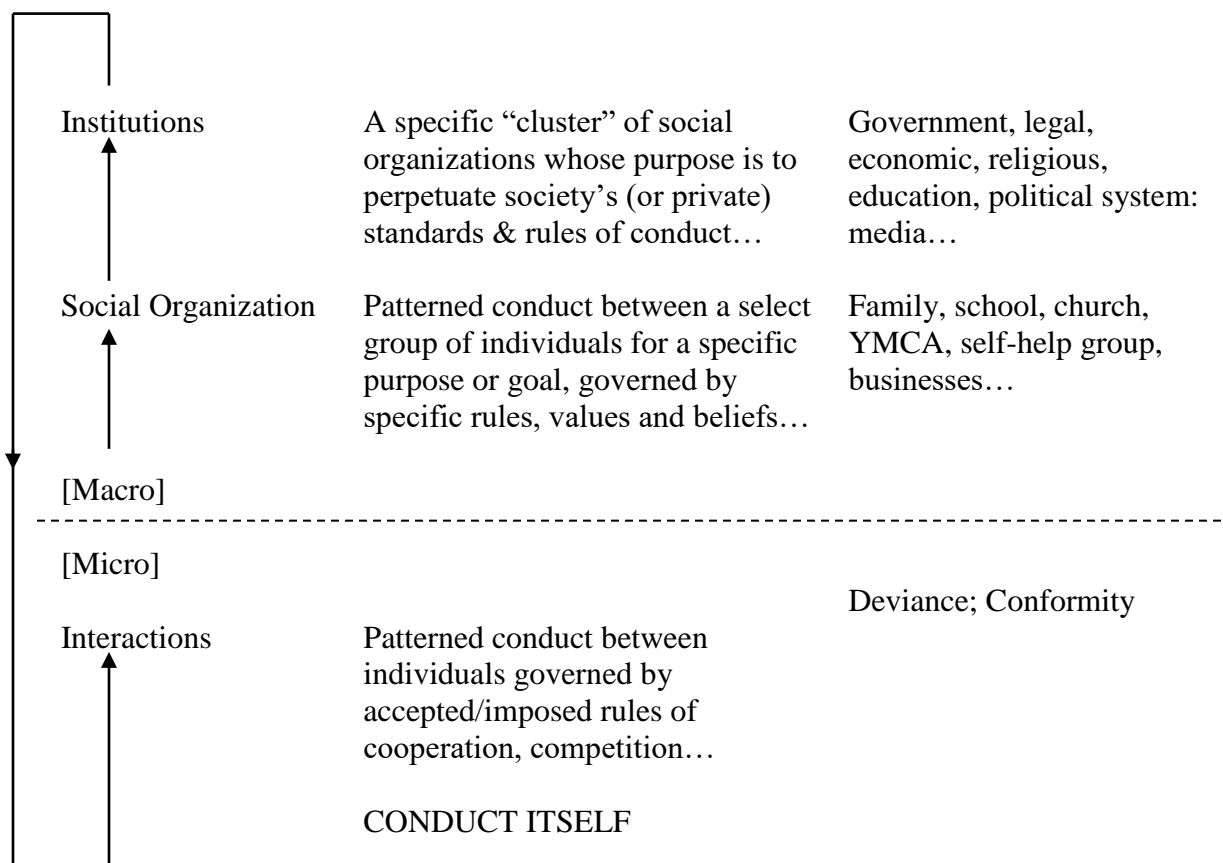 Institutions
A specific “cluster” of social
organizations whose purpose is to
perpetuate society’s (or private)
standards & rules of conduct…
Government, legal,
economic, religious,
education, political system:
media…
Social Organization
Patterned conduct between a select
group of individuals for a specific
purpose or goal, governed by
specific rules, values and beliefs…
Family, school, church,
YMCA, self-help group,
businesses…
[Macro]
[Micro]
Deviance; Conformity
Interactions
Patterned conduct between
individuals governed by
accepted/imposed rules of
cooperation, competition…
CONDUCT ITSELF